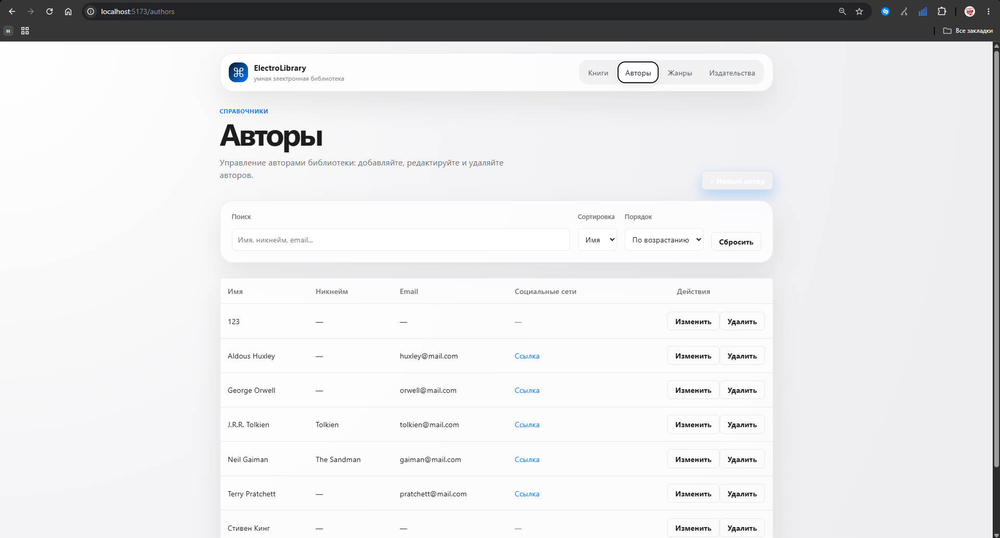 localhost:5173/authors
н
Все закладки
⌘
ElectroLibrary
умная электронная библиотека
Книги
Авторы
Жанры
Издательства
СПРАВОЧНИКИ
Авторы
Управление авторами библиотеки: добавляйте, редактируйте и удаляйте
авторов.
+ Новый автор
Поиск
Сортировка
Порядок
Имя, никнейм, email...
Имя
По возрастанию
Сбросить
Имя Никнейм Email Социальные сети Действия
123 — — — Изменить Удалить
Aldous Huxley — huxley@mail.com Ссылка Изменить Удалить
George Orwell — orwell@mail.com Ссылка Изменить Удалить
J.R.R. Tolkien Tolkien tolkien@mail.com Ссылка Изменить Удалить
Neil Gaiman The Sandman gaiman@mail.com Ссылка Изменить Удалить
Terry Pratchett — pratchett@mail.com Ссылка Изменить Удалить
Стивен Кинг — — — Изменить Удалить